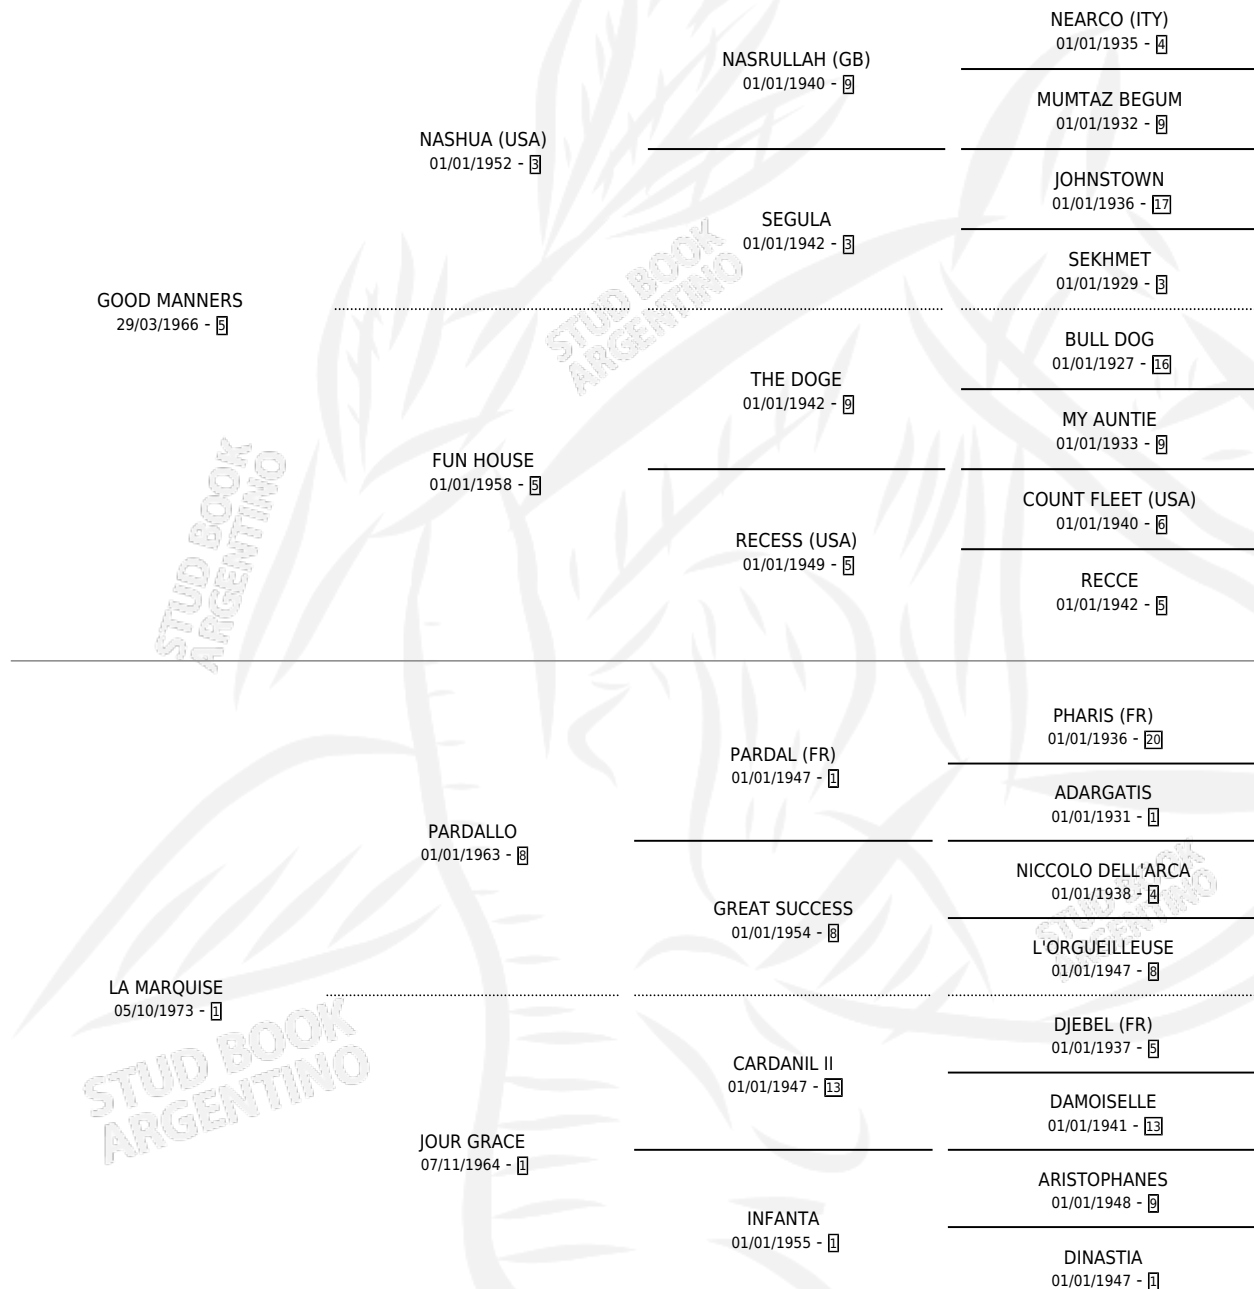 NEARCO (ITY)
01/01/1935 - 4
NASRULLAH (GB)
01/01/1940 - 9
MUMTAZ BEGUM
01/01/1932 - 9
NASHUA (USA)
01/01/1952 - 3
JOHNSTOWN
01/01/1936 - 17
SEGULA
01/01/1942 - 3
SEKHMET
01/01/1929 - 3
GOOD MANNERS
29/03/1966 - 5
BULL DOG
01/01/1927 - 16
THE DOGE
01/01/1942 - 9
MY AUNTIE
01/01/1933 - 9
FUN HOUSE
01/01/1958 - 5
COUNT FLEET (USA)
01/01/1940 - 6
RECESS (USA)
01/01/1949 - 5
RECCE
01/01/1942 - 5
PHARIS (FR)
01/01/1936 - 20
PARDAL (FR)
01/01/1947 - 1
ADARGATIS
01/01/1931 - 1
PARDALLO
01/01/1963 - 8
NICCOLO DELL'ARCA
01/01/1938 - 4
GREAT SUCCESS
01/01/1954 - 8
L'ORGUEILLEUSE
01/01/1947 - 8
LA MARQUISE
05/10/1973 - 1
DJEBEL (FR)
01/01/1937 - 5
CARDANIL II
01/01/1947 - 13
DAMOISELLE
01/01/1941 - 13
JOUR GRACE
07/11/1964 - 1
ARISTOPHANES
01/01/1948 - 9
INFANTA
01/01/1955 - 1
DINASTIA
01/01/1947 - 1
STUD BOOK
ARGENTINO
STUD BOOK
ARGENTINO
STUD BOOK
ARGENTINO
STUD BOOK
ARGENTINO